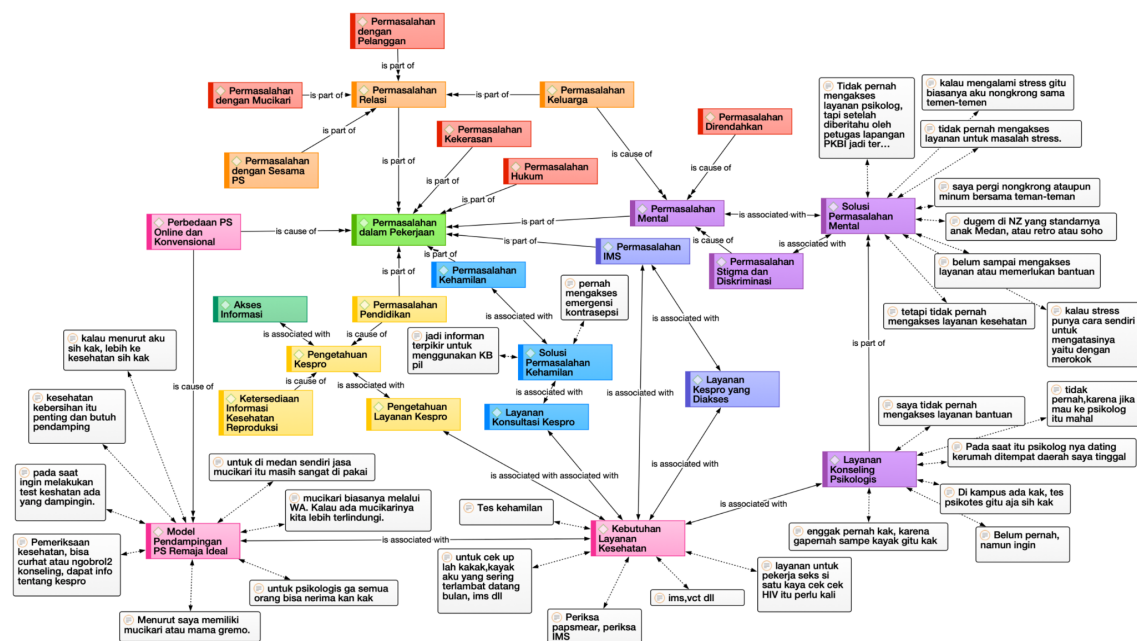 Permasalahan
dengan
Pelanggan
is part of
Permasalahan
dengan Mucikari
is part of
Permasalahan
Relasi
is part of
Permasalahan
Keluarga
is part of
Permasalahan
dengan Sesama
PS
is part of
Permasalahan
Kekerasan
is part of
Permasalahan
Hukum
is part of
Permasalahan
Direndahkan
is cause of
is cause of
Perbedaan PS
Online dan
Konvensional
is cause of
Permasalahan
dalam Pekerjaan
is part of
Permasalahan
Mental
is associated with
Solusi
Permasalahan
Mental
is part of
Permasalahan
IMS
is cause of
Permasalahan
Stigma dan
Diskriminasi
is associated with
Tidak pernah
mengakses
layanan psikolog,
tapi setelah
diberitahu oleh
petugas lapangan
PKBI jadi ter...
kalau mengalami stress gitu
biasanya aku nongkrong sama
temen-temen
tidak pernah mengakses
layanan untuk masalah stress.
saya pergi nongkrong ataupun
minum bersama teman-teman
dugem di NZ yang standarnya
anak Medan, atau retro atau soho
belum sampai mengakses
layanan atau memerlukan bantuan
tetapi tidak pernah
mengakses layanan kesehatan
kalau stress
punya cara sendiri
untuk
mengatasinya
yaitu dengan
merokok
is part of
is part of
Permasalahan
Kehamilan
is part of
Permasalahan
Pendidikan
Akses
Informasi
is associated with
is cause of
Pengetahuan
Kespro
is cause of
Ketersediaan
Informasi
Kesehatan
Reproduksi
is associated with
Pengetahuan
Layanan Kespro
pernah
mengakses
emergensi
kontrasepsi
is associated with
jadi informan
terpikir untuk
menggunakan KB
pil
Solusi
Permasalahan
Kehamilan
is associated with
Layanan
Konsultasi Kespro
is associated with
Layanan
Kespro yang
Diakses
is associated with
is associated with
is associated with
is associated with
kalau menurut aku
sih kak, lebih ke
kesehatan sih kak
is cause of
kesehatan
kebersihan itu
penting dan butuh
pendamping
pada saat
ingin melakukan
test keshatan ada
yang dampingin.
untuk di medan sendiri jasa
mucikari itu masih sangat di pakai
mucikari biasanya melalui
WA. Kalau ada mucikarinya
kita lebih terlindungi.
Pemeriksaan
kesehatan, bisa
curhat atau ngobrol2
konseling, dapat info
tentang kespro
Model
Pendampingan
PS Remaja Ideal
is associated with
Menurut saya memiliki
mucikari atau mama gremo.
untuk psikologis ga semua
orang bisa nerima kan kak
Tes kehamilan
Kebutuhan
Layanan
Kesehatan
untuk cek up
lah kakak,kayak
aku yang sering
terlambat datang
bulan, ims dll
Periksa
papsmear, periksa
IMS
ims,vct dll
layanan untuk
pekerja seks si
satu kaya cek cek
HIV itu perlu kali
is associated with
Layanan
Konseling
Psikologis
saya tidak pernah
mengakses layanan bantuan
tidak
pernah,karena jika
mau ke psikolog
itu mahal
Pada saat itu psikolog nya dating
kerumah ditempat daerah saya tinggal
Di kampus ada kak, tes
psikotes gitu aja sih kak
enggak pernah kak, karena
gapernah sampe kayak gitu kak
Belum pernah,
namun ingin